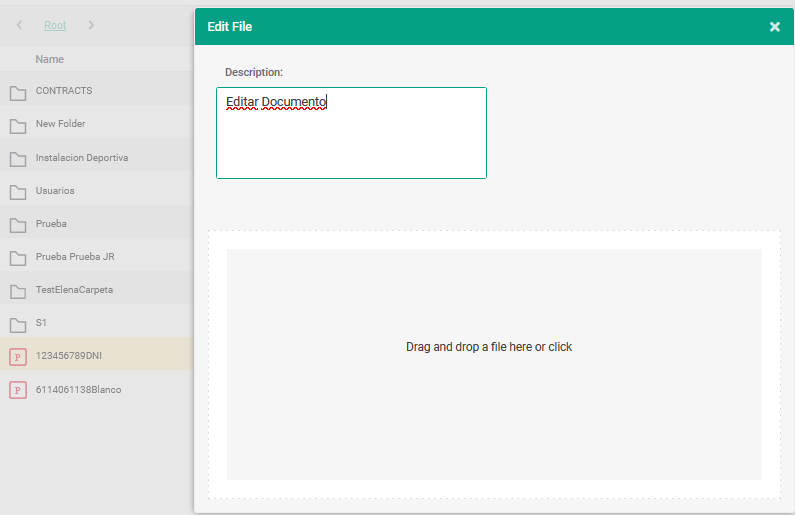 Root
Name
CONTRACTS
New Folder
Instalacion Deportiva
Usuarios
Prueba
Prueba Prueba JR
TestElenaCarpeta
S1
P 123456789DNI
P 6114061138Blanco
Edit File
Description:
Editar Documento
Drag and drop a file here or click